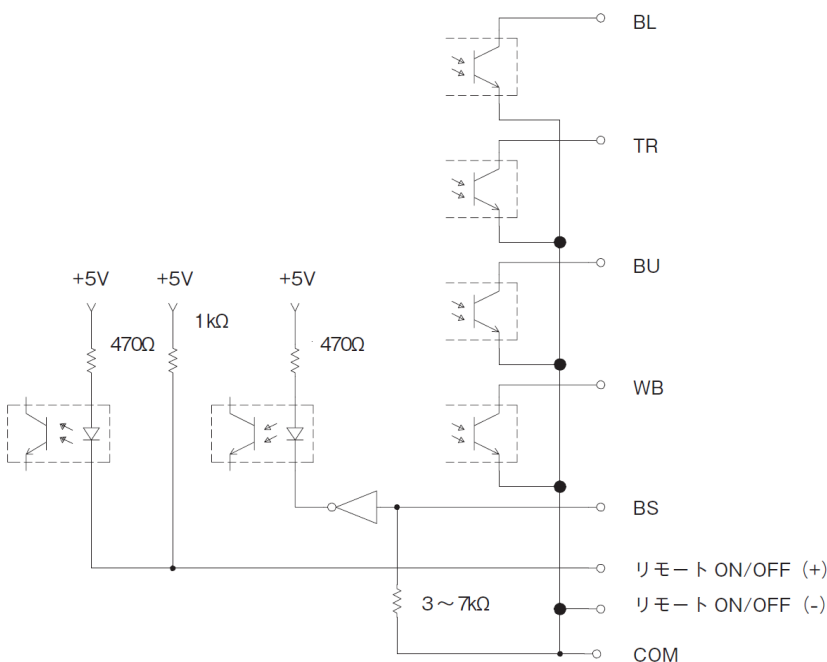 BL
TR
BU
+5V
+5V
+5V
1kΩ
470Ω
470Ω
WB
BS
リモート ON/OFF（+）
3～7kΩ
リモート ON/OFF（-）
COM